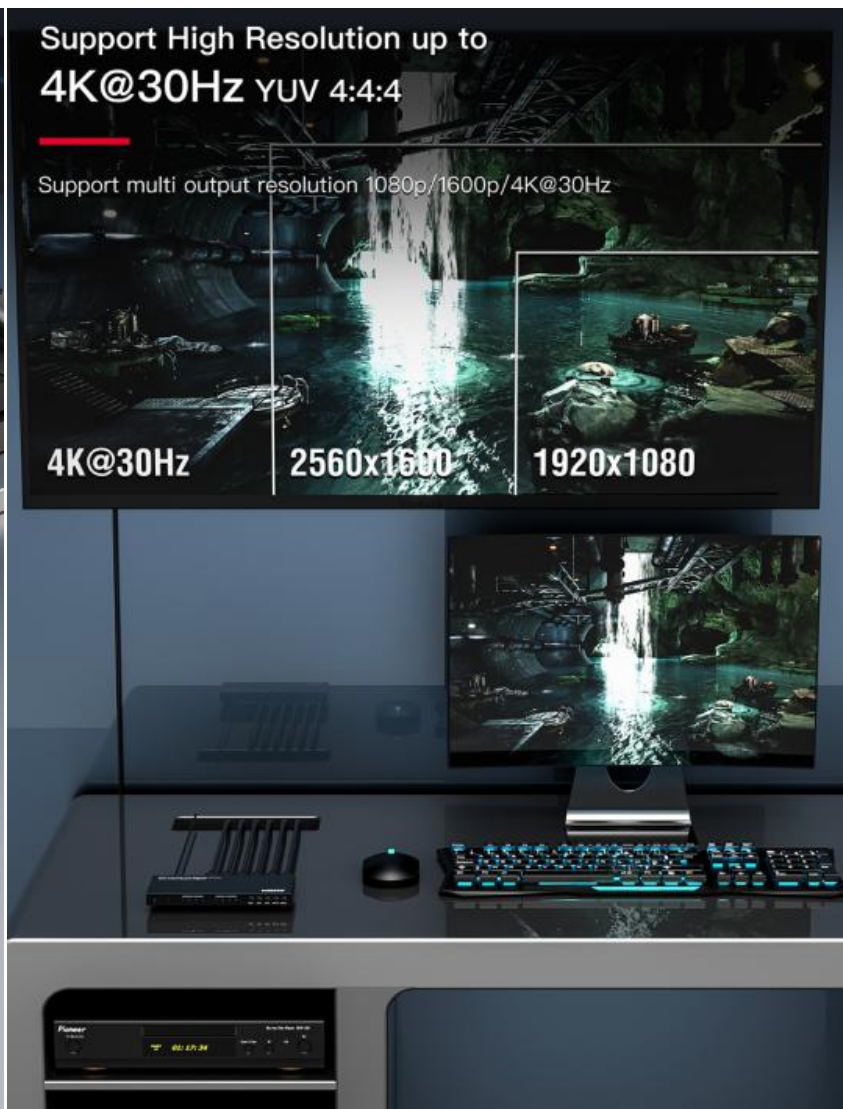 Support High Resolution up to
4K@30Hz YUV 4:4:4
Support multi output resolution 1080p/1600p/4K@30Hz
4K@30Hz
2560x1600
1920x1080
Pioneer
01:17:34